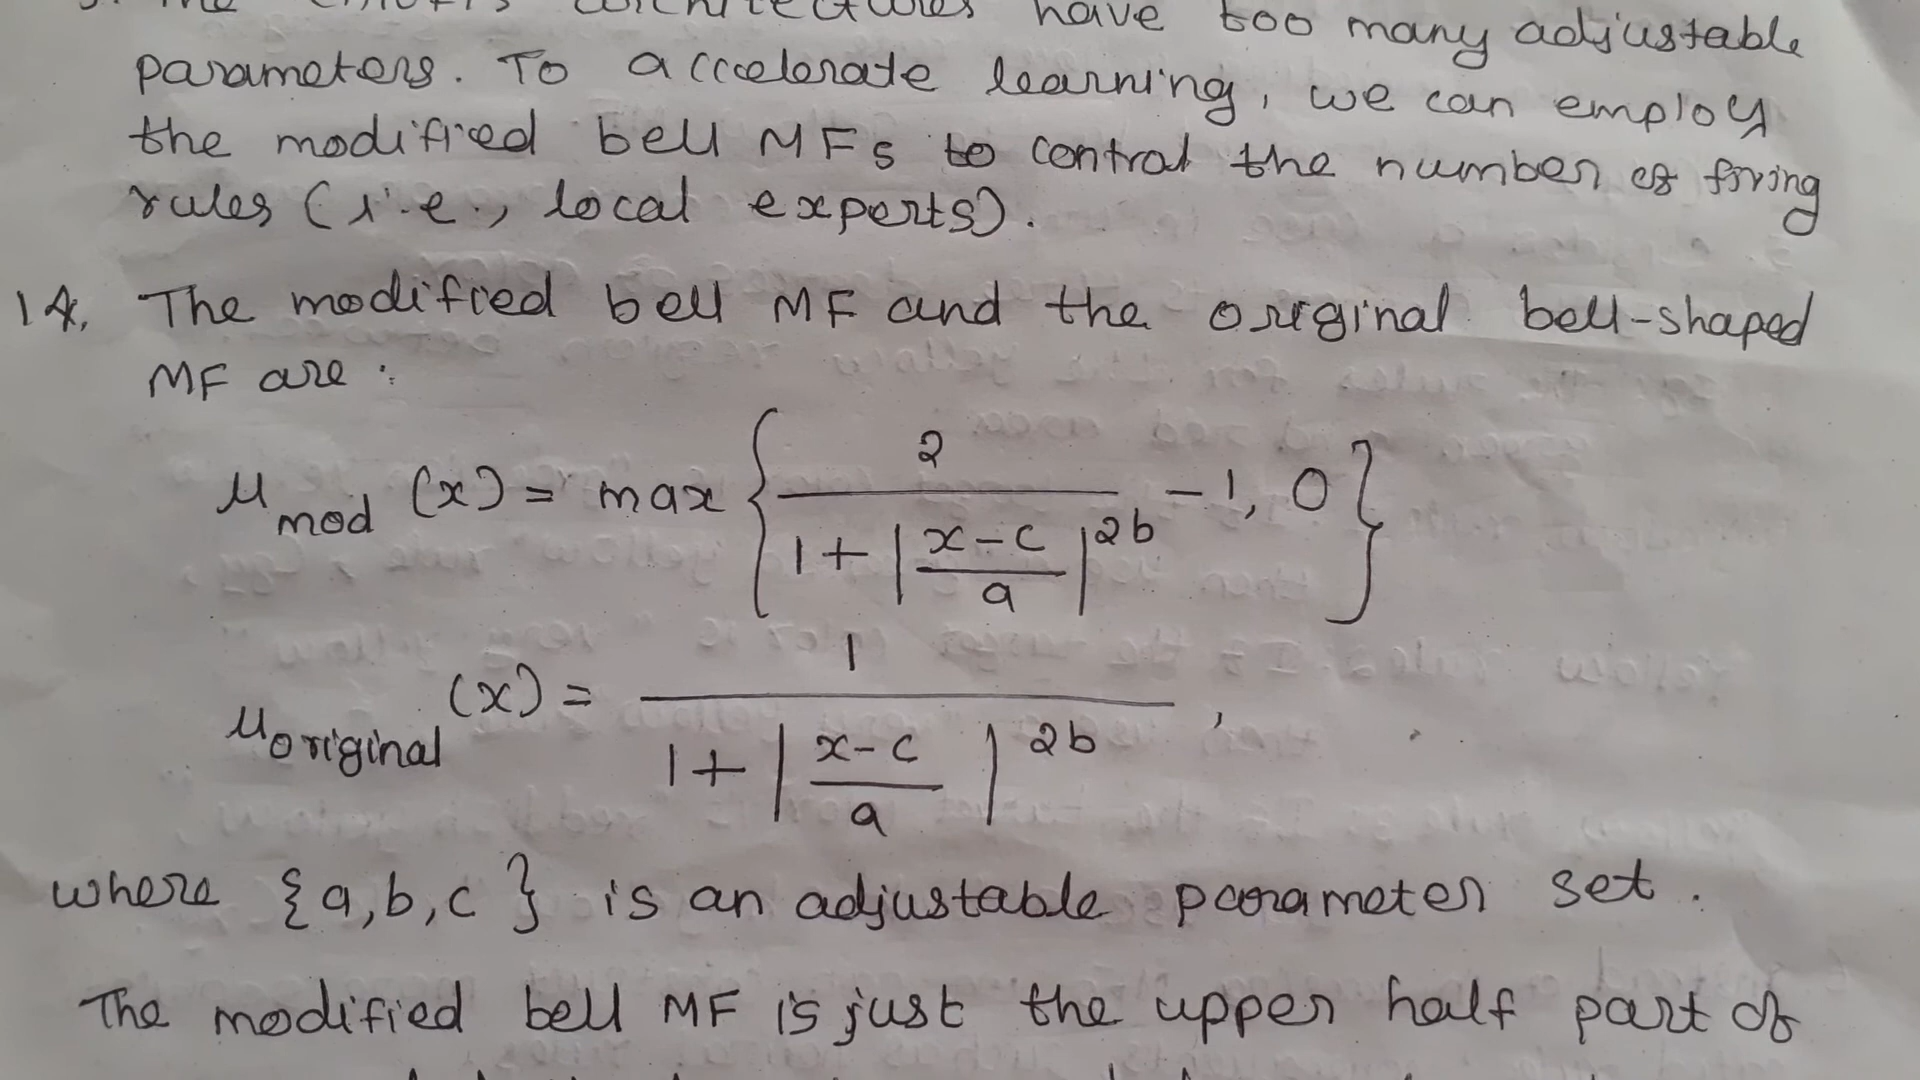 have too many adjustable
parameters. To accelerate learning, we can employ
the modified bell MFs to control the number of firing
rules (i.e., local experts).
14. The modified bell MF and the original bell-shaped
MF are :
μ_mod (x) = max { 2 / (1 + |(x-c)/a|^2b) - 1, 0 }
μ_original (x) = 1 / (1 + |(x-c)/a|^2b) ,
where {a, b, c } is an adjustable parameter set.
The modified bell MF is just the upper half part of